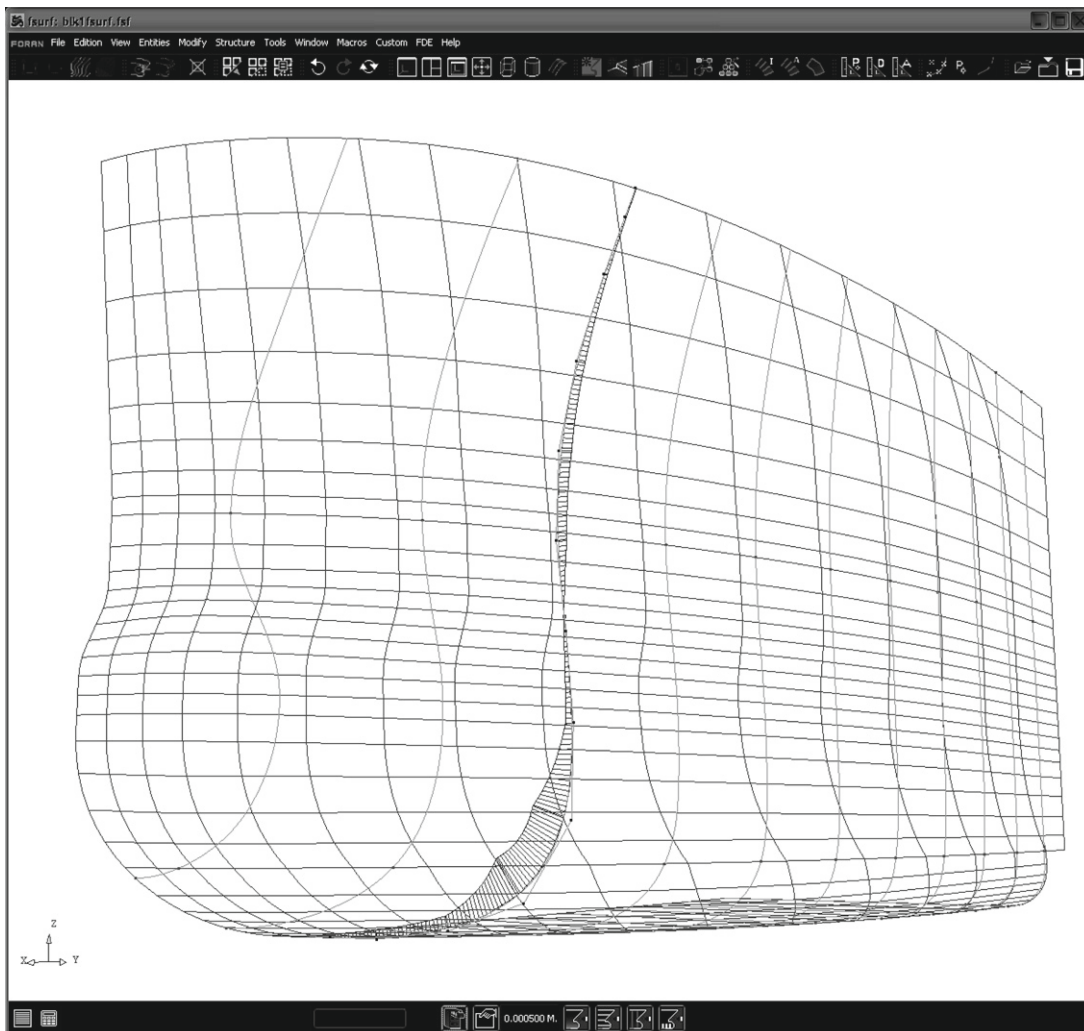 fsurf: blk1fsurf.fsf
FORAN File Edition View Entities Modify Structure Tools Window Macros Custom FDE Help
Z
X Y
0.000500 M.